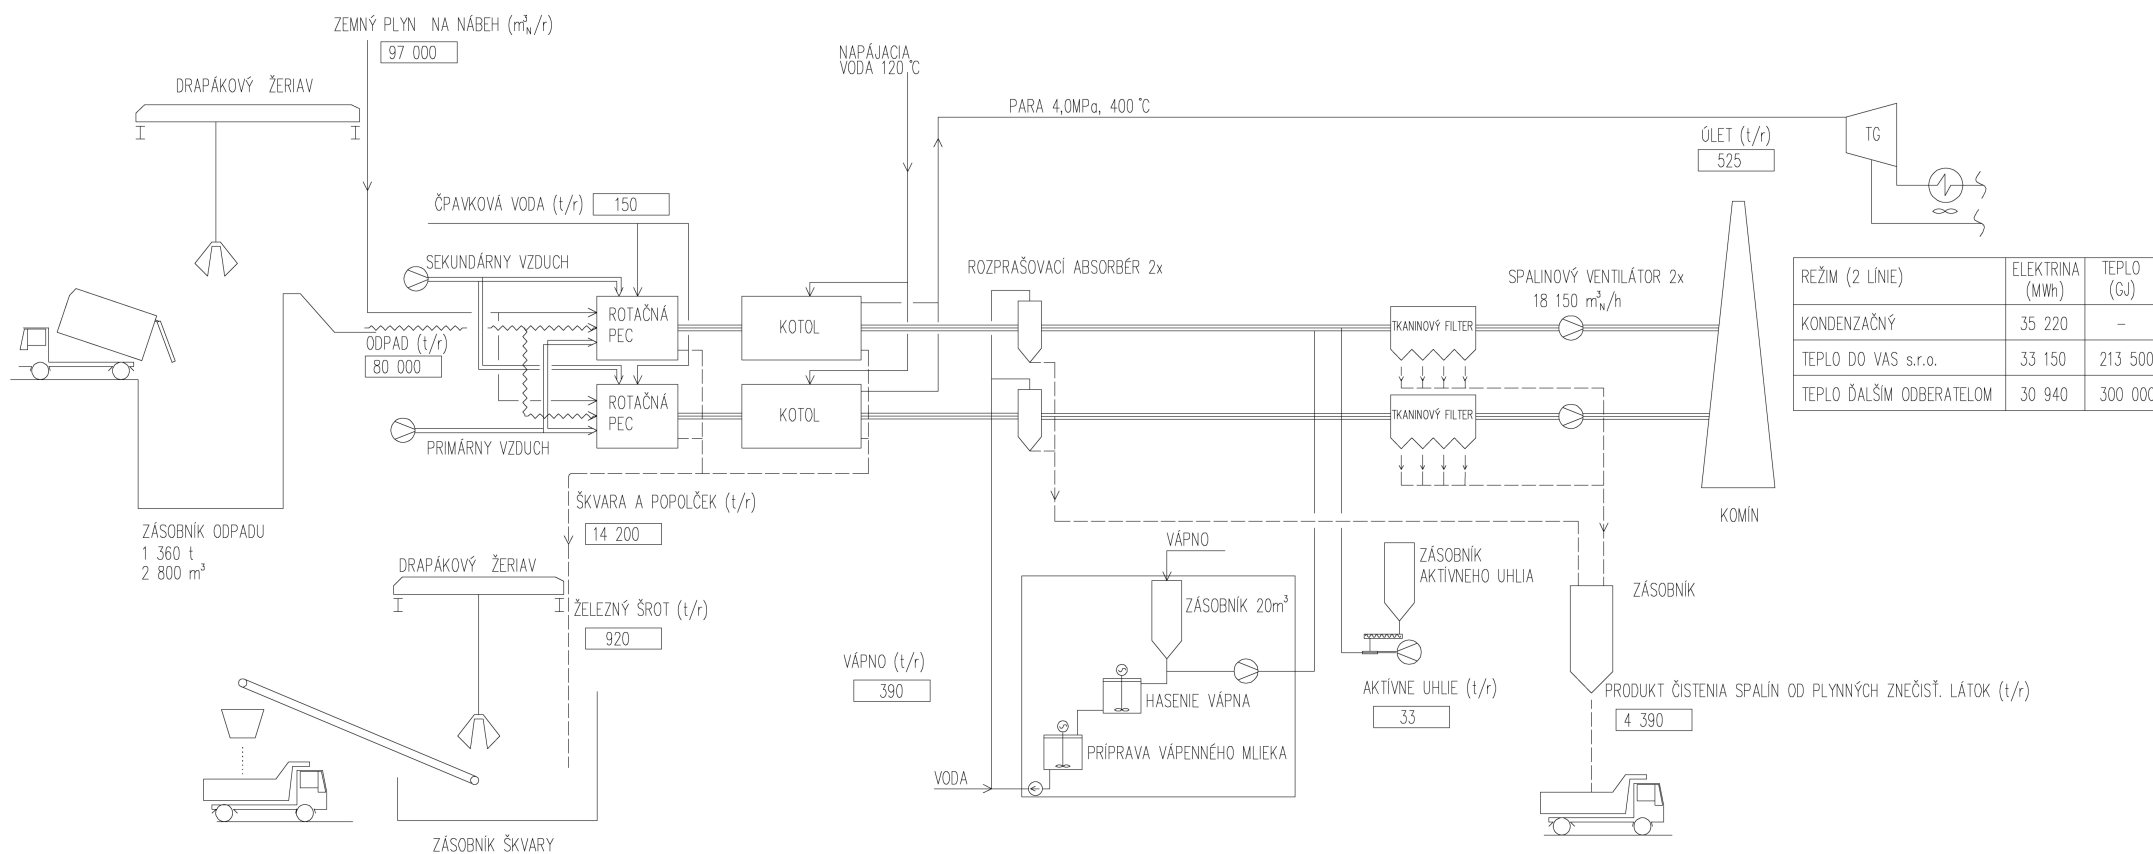 ZEMNÝ PLYN NA NÁBEH (m³N/r)
97 000
DRAPÁKOVÝ ŽERIAV
NAPÁJACIA
VODA 120 °C
PARA 4,0MPa, 400 °C
TG
ÚLET (t/r)
525
ČPAVKOVÁ VODA (t/r)
150
SEKUNDÁRNY VZDUCH
ROZPRAŠOVACÍ ABSORBÉR 2x
SPALINOVÝ VENTILÁTOR 2x
18 150 m³N/h
REŽIM (2 LÍNIE) ELEKTRINA (MWh) TEPLO (GJ)
KONDENZAČNÝ 35 220 –
TEPLO DO VAS s.r.o. 33 150 213 500
TEPLO ĎALŠÍM ODBERATELOM 30 940 300 000
ROTAČNÁ
PEC
KOTOL
TKANINOVÝ FILTER
ODPAD (t/r)
80 000
ROTAČNÁ
PEC
KOTOL
TKANINOVÝ FILTER
PRIMÁRNY VZDUCH
ŠKVARA A POPOLČEK (t/r)
14 200
KOMÍN
ZÁSOBNÍK ODPADU
1 360 t
2 800 m³
DRAPÁKOVÝ ŽERIAV
VÁPNO
ZÁSOBNÍK
AKTÍVNEHO UHLIA
ZÁSOBNÍK
ZÁSOBNÍK 20m³
ŽELEZNÝ ŠROT (t/r)
920
VÁPNO (t/r)
390
AKTÍVNE UHLIE (t/r)
33
PRODUKT ČISTENIA SPALÍN OD PLYNNÝCH ZNEČISŤ. LÁTOK (t/r)
4 390
HASENIE VÁPNA
PRÍPRAVA VÁPENNÉHO MLIEKA
VODA
ZÁSOBNÍK ŠKVARY